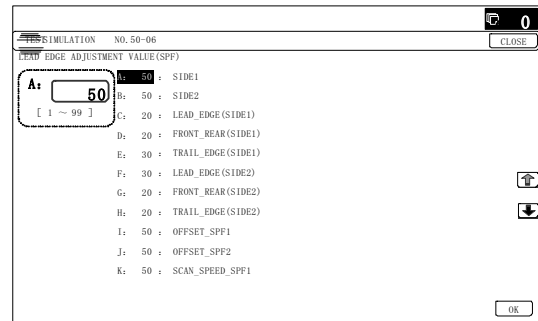 0
TEST SIMULATION NO.50-06
CLOSE
LEAD EDGE ADJUSTMENT VALUE(SPF)
A: 50
[ 1 ～ 99 ]
A: 50 : SIDE1
B: 50 : SIDE2
C: 20 : LEAD_EDGE(SIDE1)
D: 20 : FRONT_REAR(SIDE1)
E: 30 : TRAIL_EDGE(SIDE1)
F: 30 : LEAD_EDGE(SIDE2)
G: 20 : FRONT_REAR(SIDE2)
H: 20 : TRAIL_EDGE(SIDE2)
I: 50 : OFFSET_SPF1
J: 50 : OFFSET_SPF2
K: 50 : SCAN_SPEED_SPF1
OK